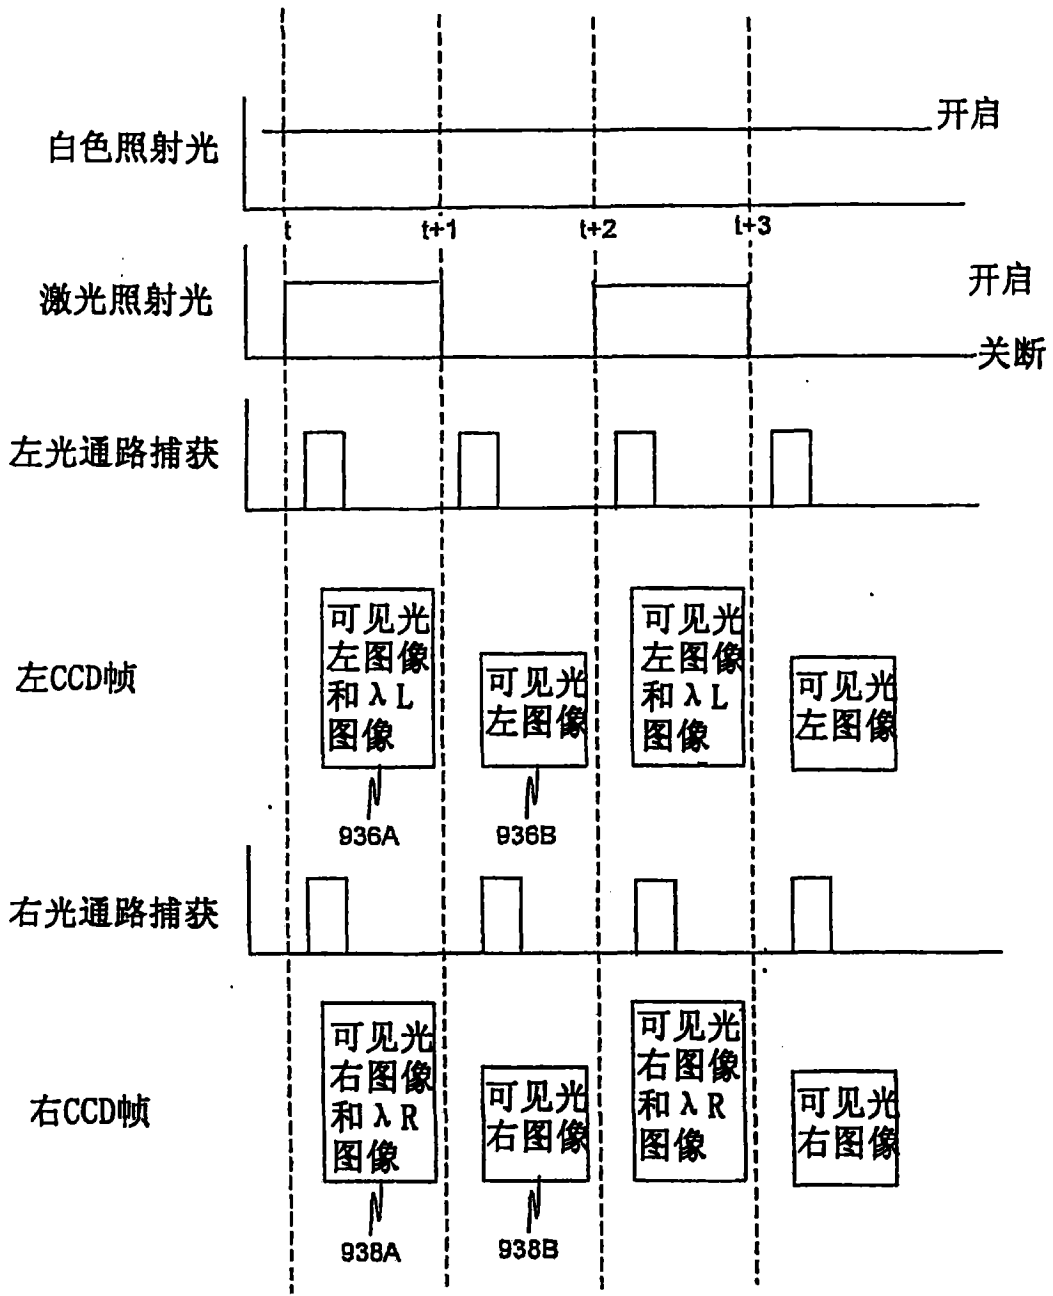 开启
白色照射光
t
t+1
t+2
t+3
开启
激光照射光
关断
左光通路捕获
左CCD帧
可见光
左图像
和λL
图像
可见光
左图像
可见光
左图像
和λL
图像
可见光
左图像
936A
936B
右光通路捕获
右CCD帧
可见光
右图像
和λR
图像
可见光
右图像
可见光
右图像
和λR
图像
可见光
右图像
938A
938B